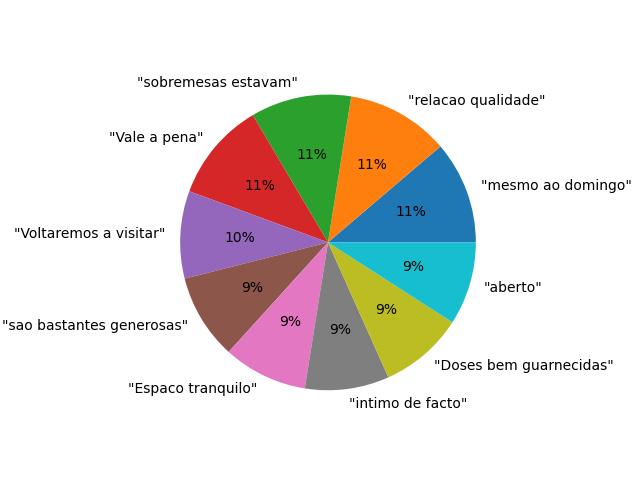 "sobremesas estavam"
"relacao qualidade"
"Vale a pena"
11%
11%
11%
"mesmo ao domingo"
11%
"Voltaremos a visitar"
10%
9%
"aberto"
9%
9%
9%
9%
"sao bastantes generosas"
"Doses bem guarnecidas"
"Espaco tranquilo"
"intimo de facto"